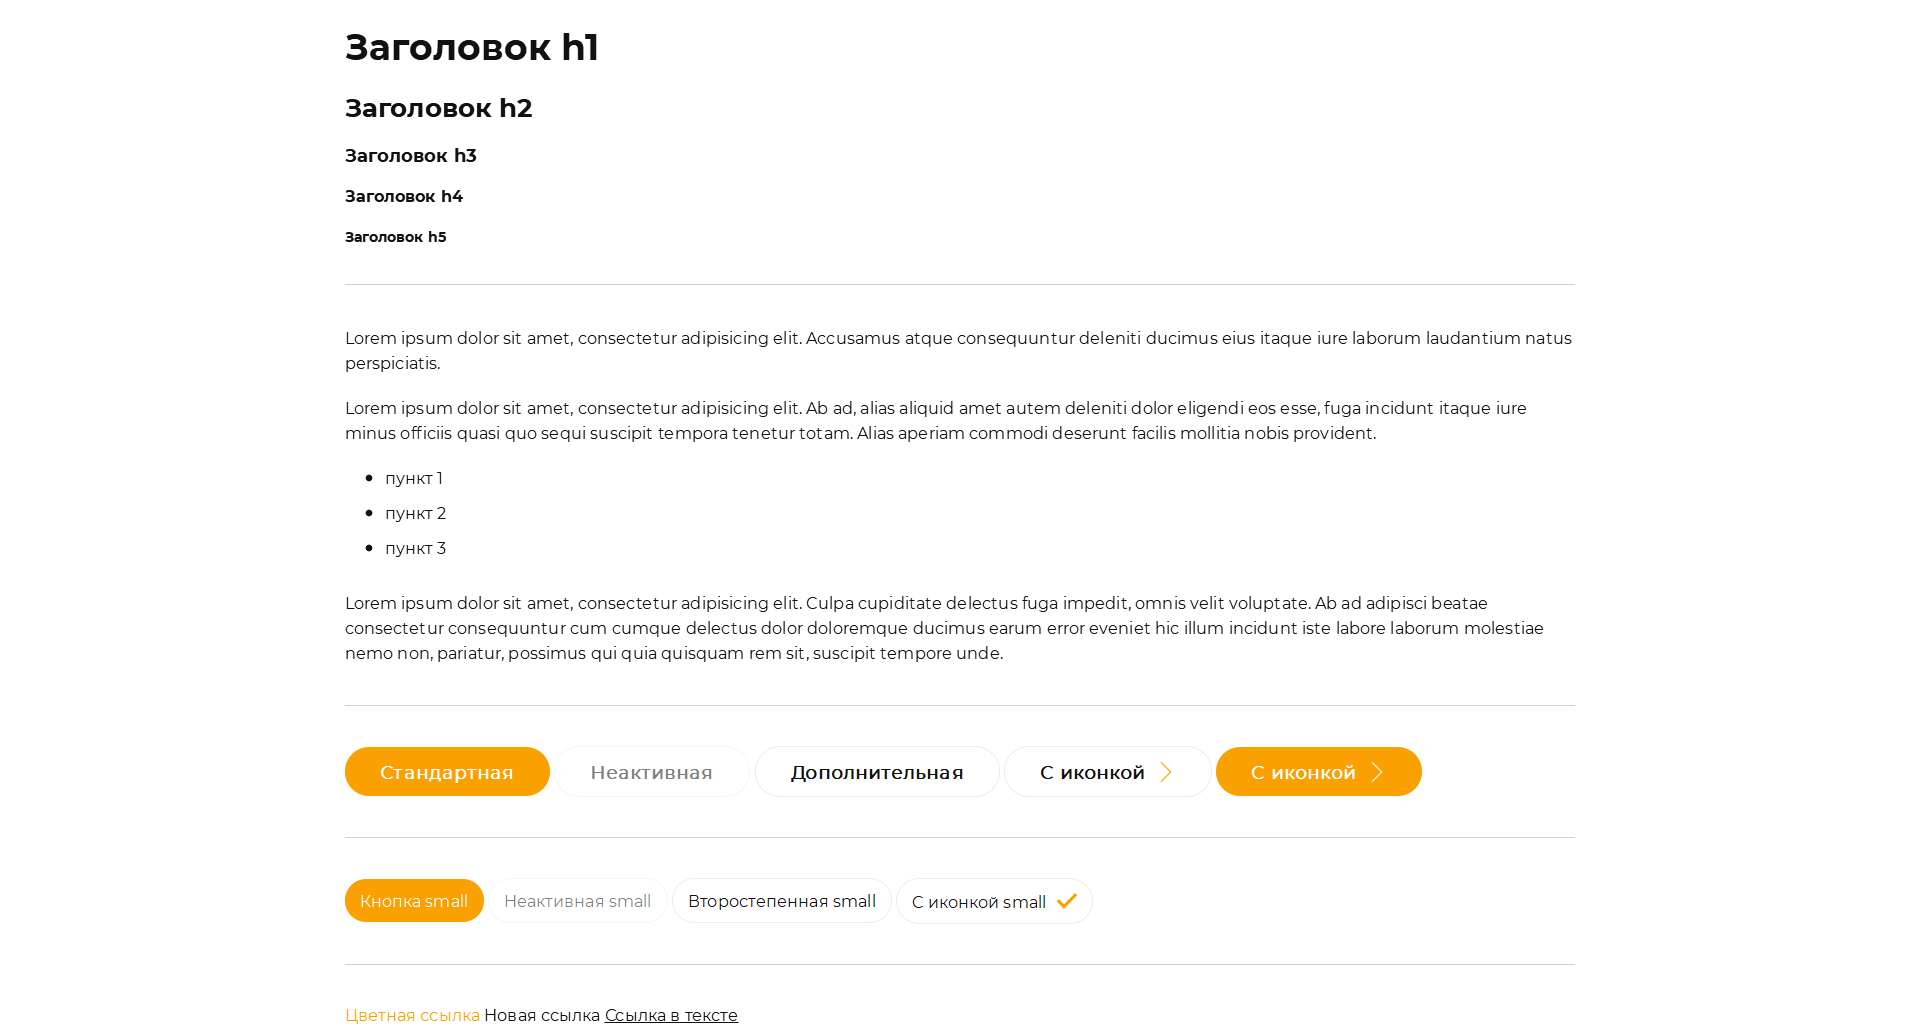 Заголовок h1
Заголовок h2
Заголовок h3
Заголовок h4
Заголовок h5
Lorem ipsum dolor sit amet, consectetur adipisicing elit. Accusamus atque consequuntur deleniti ducimus eius itaque iure laborum laudantium natus
perspiciatis.
Lorem ipsum dolor sit amet, consectetur adipisicing elit. Ab ad, alias aliquid amet autem deleniti dolor eligendi eos esse, fuga incidunt itaque iure
minus officiis quasi quo sequi suscipit tempora tenetur totam. Alias aperiam commodi deserunt facilis mollitia nobis provident.
• пункт 1
• пункт 2
• пункт 3
Lorem ipsum dolor sit amet, consectetur adipisicing elit. Culpa cupiditate delectus fuga impedit, omnis velit voluptate. Ab ad adipisci beatae
consectetur consequuntur cum cumque delectus dolor doloremque ducimus earum error eveniet hic illum incidunt iste labore laborum molestiae
nemo non, pariatur, possimus qui quia quisquam rem sit, suscipit tempore unde.
Стандартная Неактивная Дополнительная С иконкой С иконкой
Кнопка small Неактивная small Второстепенная small С иконкой small
Цветная ссылка Новая ссылка Ссылка в тексте